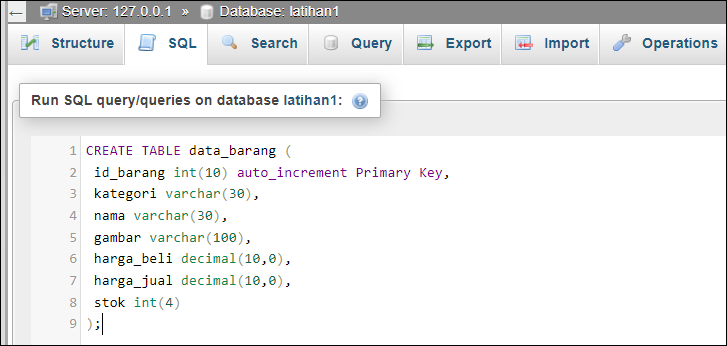 Server: 127.0.0.1 » Database: latihan1
Structure SQL Search Query Export Import Operations
Run SQL query/queries on database latihan1:
1 CREATE TABLE data_barang (
2 id_barang int(10) auto_increment Primary Key,
3 kategori varchar(30),
4 nama varchar(30),
5 gambar varchar(100),
6 harga_beli decimal(10,0),
7 harga_jual decimal(10,0),
8 stok int(4)
9 );